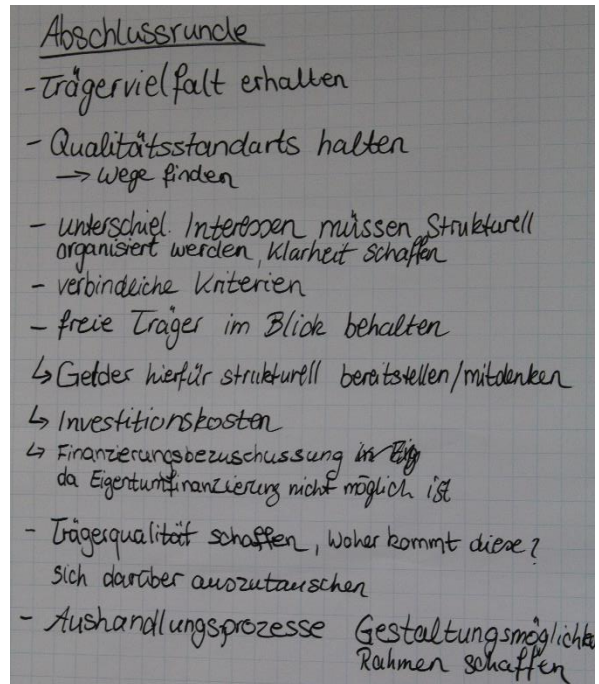 Abschlussrunde
- Trägervielfalt erhalten
- Qualitätsstandarts halten
→ Wege finden
- unterschiel. Interessen müssen strukturell
organisiert werden, Klarheit schaffen
- verbindliche Kriterien
- freie Träger im Blick behalten
↳ Gelder hierfür strukturell bereitstellen/mitdenken
↳ Investitionskosten
↳ Finanzierungsbezuschussung
da Eigentumfinanzierung nicht möglich ist
- Trägerqualität schaffen, Woher kommt diese?
sich darüber auszutauschen
- Aushandlungsprozesse Gestaltungsmöglichk
Rahmen schaffen